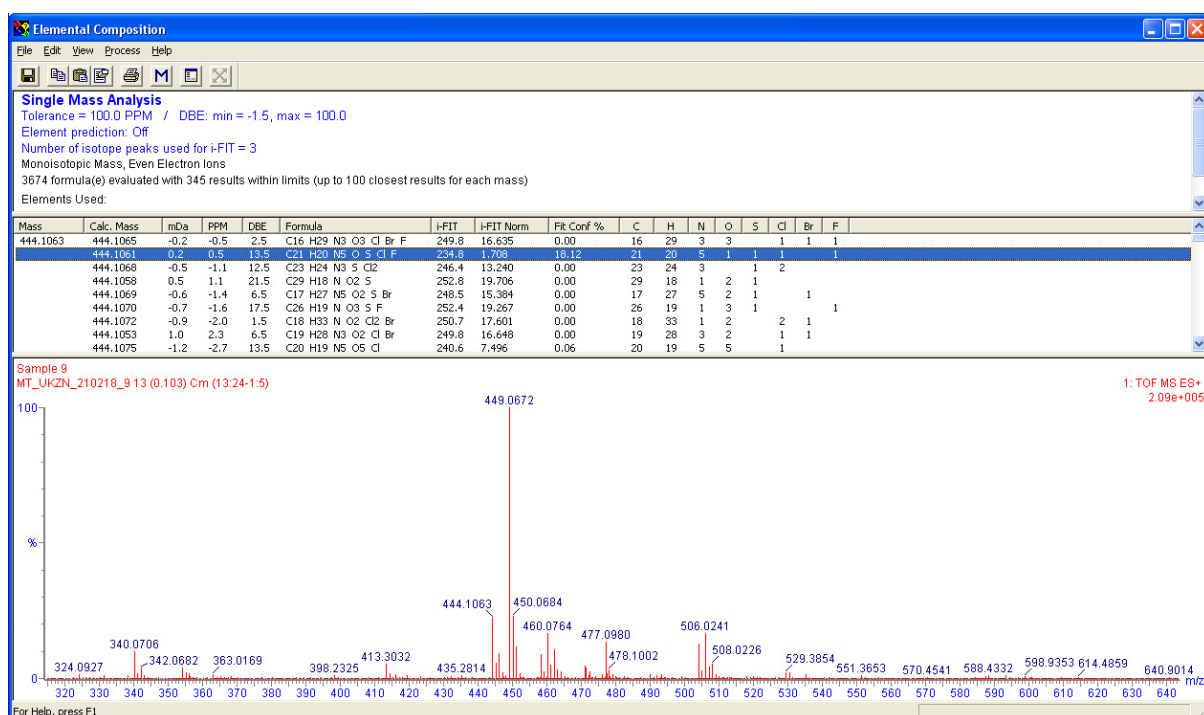 Elemental Composition
File Edit View Process Help
M
Single Mass Analysis
Tolerance = 100.0 PPM / DBE: min = -1.5, max = 100.0
Element prediction: Off
Number of isotope peaks used for i-FIT = 3
Monoisotopic Mass, Even Electron Ions
3674 formula(e) evaluated with 345 results within limits (up to 100 closest results for each mass)
Elements Used:
Mass Calc. Mass mDa PPM DBE Formula i-FIT i-FIT Norm Fit Conf % C H N O S Cl Br F
444.1063 444.1065 -0.2 -0.5 2.5 C16 H29 N3 O3 Cl Br F 249.8 16.635 0.00 16 29 3 3 1 1 1
444.1061 0.2 0.5 13.5 C21 H20 N5 O S Cl F 234.8 1.708 18.12 21 20 5 1 1 1 1
444.1068 -0.5 -1.1 12.5 C23 H24 N3 S Cl2 246.4 13.240 0.00 23 24 3 1 2
444.1058 0.5 1.1 21.5 C29 H18 N O2 S 252.8 19.706 0.00 29 18 1 2 1
444.1069 -0.6 -1.4 6.5 C17 H27 N5 O2 S Br 248.5 15.384 0.00 17 27 5 2 1 1
444.1070 -0.7 -1.6 17.5 C26 H19 N O3 S F 252.4 19.267 0.00 26 19 1 3 1 1
444.1072 -0.9 -2.0 1.5 C18 H33 N O2 Cl2 Br 250.7 17.601 0.00 18 33 1 2 2 1
444.1053 1.0 2.3 6.5 C19 H28 N3 O2 Cl Br 249.8 16.648 0.00 19 28 3 2 1 1
444.1075 -1.2 -2.7 13.5 C20 H19 N5 O5 Cl 240.6 7.496 0.06 20 19 5 5 1
Sample 9
MT_UKZN_210218_9 13 (0.103) Cm (13:24-1:5)
1: TOF MS ES+
2.09e+005
449.0672
100
%
444.1063 450.0684
460.0764
477.0980
506.0241
340.0706
342.0682
324.0927 363.0169 398.2325 413.3032 435.2814 478.1002 508.0226 529.3854 551.3653 570.4541 588.4332 598.9353 614.4859 640.9014
0
m/z
320 330 340 350 360 370 380 390 400 410 420 430 440 450 460 470 480 490 500 510 520 530 540 550 560 570 580 590 600 610 620 630 640
For Help, press F1